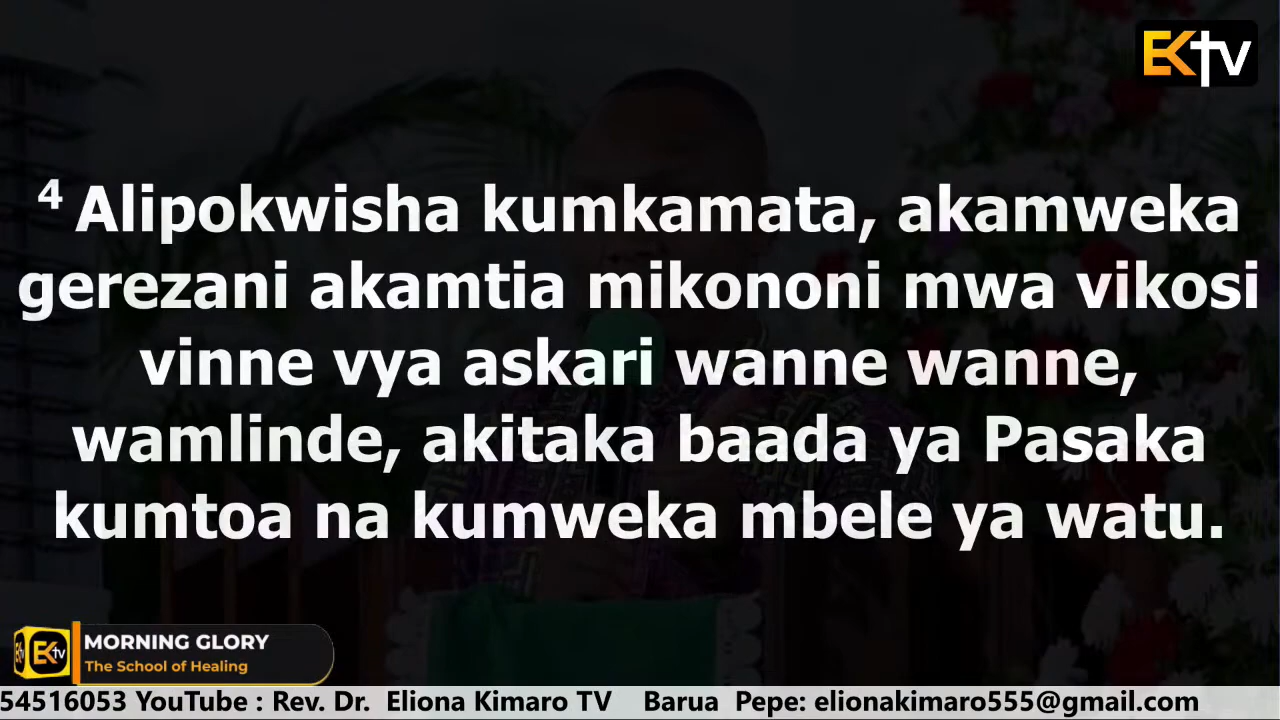 EKTV
4 Alipokwisha kumkamata, akamweka
gerezani akamtia mikononi mwa vikosi
vinne vya askari wanne wanne,
wamlinde, akitaka baada ya Pasaka
kumtoa na kumweka mbele ya watu.
EKTV
MORNING GLORY
The School of Healing
54516053 YouTube : Rev. Dr. Eliona Kimaro TV Barua Pepe: elionakimaro555@gmail.com